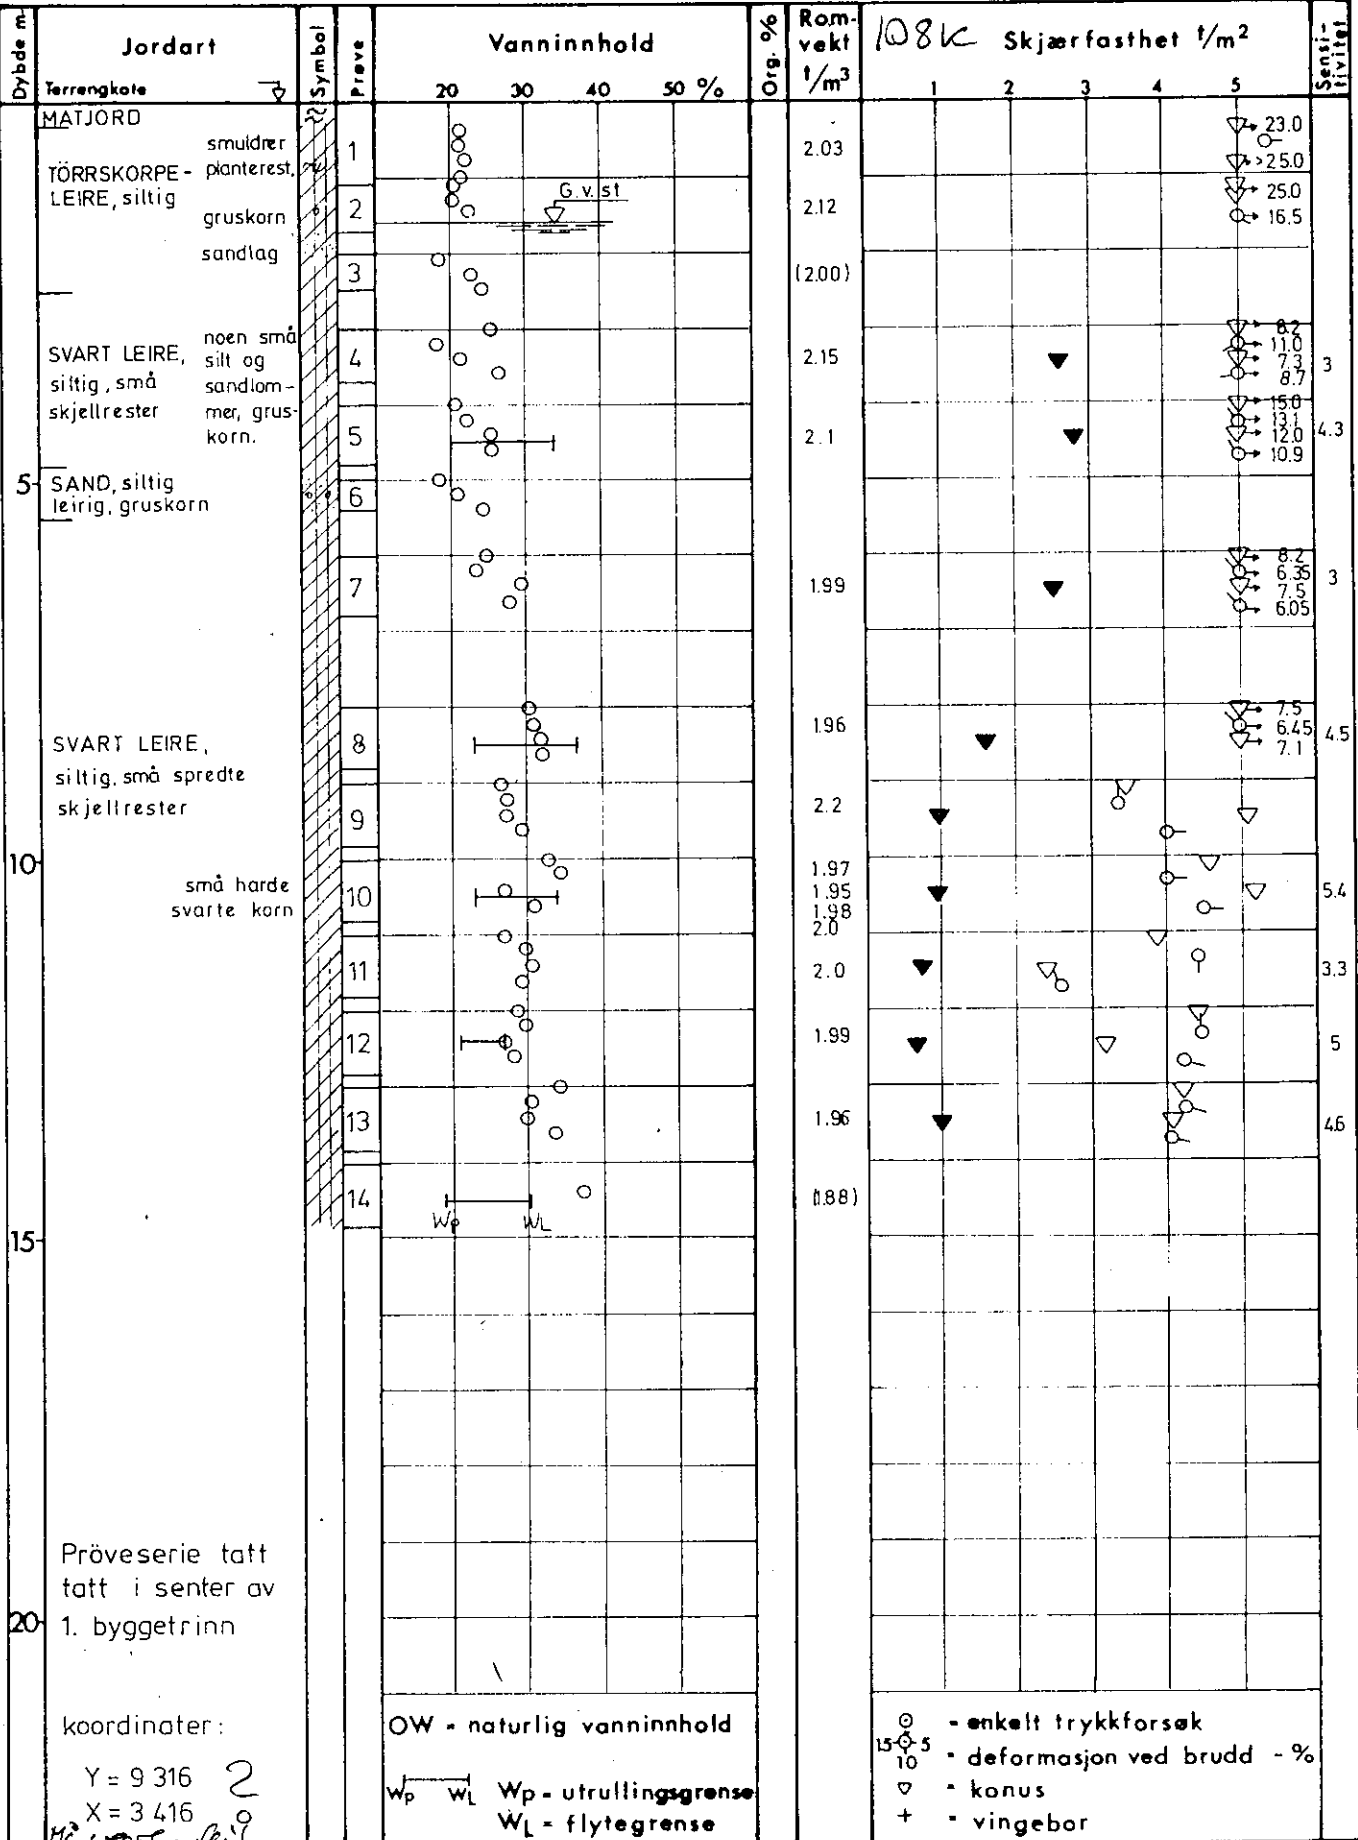 Dybde m
Jordart
Terrengkote
Symbol
Prøve
Vanninnhold
20 30 40 50 %
Org. %
Rom-
vekt
t/m³
108K Skjærfasthet t/m²
1 2 3 4 5
Sensi-
tivitet
MATJORD
smuldrer
planterest.
TÖRRSKORPE-
LEIRE, siltig
gruskorn
sandlag
1
2
3
G.v.st
2.03
2.12
(2.00)
23.0
>25.0
25.0
16.5
SVART LEIRE,
siltig, små
skjellrester
noen små
silt og
sandlom-
mer, grus-
korn.
4
5
2.15
2.1
8.2
11.0
7.3
8.7
3
15.0
13.1
12.0
10.9
4.3
5
SAND, siltig
leirig, gruskorn
6
7
1.99
8.2
6.35
7.5
6.05
3
SVART LEIRE,
siltig, små spredte
skjellrester
8
9
1.96
2.2
7.5
6.45
7.1
4.5
10
små harde
svarte korn
10
11
12
13
14
1.97
1.95
1.98
2.0
2.0
1.99
1.96
(1.88)
5.4
3.3
5
4.6
Wp WL
15
Pröveserie tatt
tatt i senter av
1. byggetrinn
20
koordinater:
Y = 9 316
X = 3 416
?
OW = naturlig vanninnhold
Wp WL Wp = utrullingsgrense
WL = flytegrense
= enkelt trykkforsøk
15 5
10 = deformasjon ved brudd - %
▽ = konus
+ = vingebor